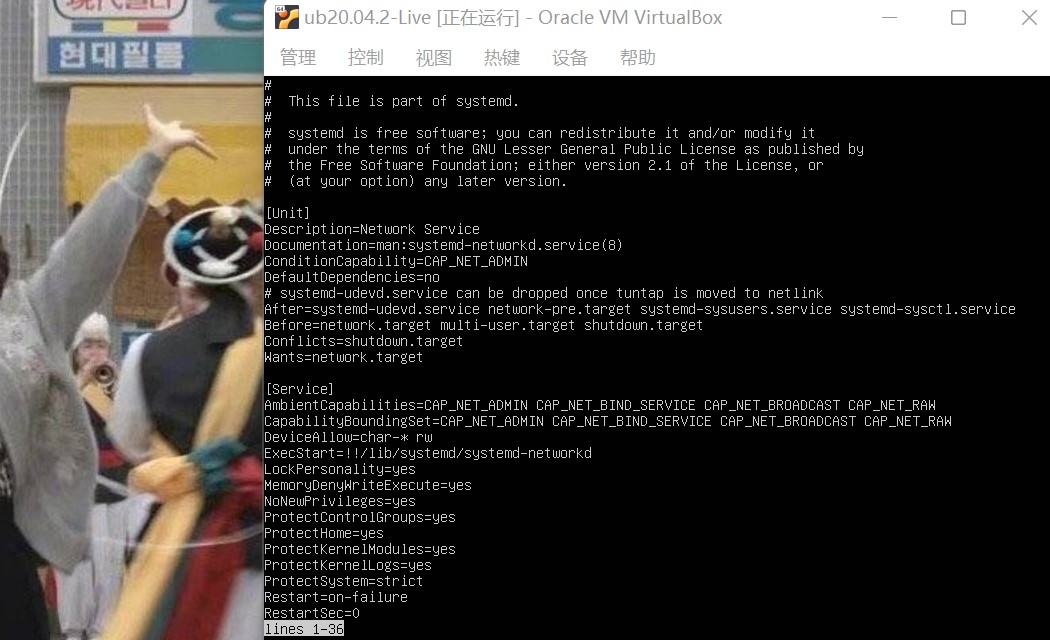 現代칼라
현대필름
ub20.04.2-Live [正在运行] - Oracle VM VirtualBox
管理 控制 视图 热键 设备 帮助
#
#  This file is part of systemd.
#
#  systemd is free software; you can redistribute it and/or modify it
#  under the terms of the GNU Lesser General Public License as published by
#  the Free Software Foundation; either version 2.1 of the License, or
#  (at your option) any later version.
[Unit]
Description=Network Service
Documentation=man:systemd-networkd.service(8)
ConditionCapability=CAP_NET_ADMIN
DefaultDependencies=no
# systemd-udevd.service can be dropped once tuntap is moved to netlink
After=systemd-udevd.service network-pre.target systemd-sysusers.service systemd-sysctl.service
Before=network.target multi-user.target shutdown.target
Conflicts=shutdown.target
Wants=network.target
[Service]
AmbientCapabilities=CAP_NET_ADMIN CAP_NET_BIND_SERVICE CAP_NET_BROADCAST CAP_NET_RAW
CapabilityBoundingSet=CAP_NET_ADMIN CAP_NET_BIND_SERVICE CAP_NET_BROADCAST CAP_NET_RAW
DeviceAllow=char-* rw
ExecStart=!!/lib/systemd/systemd-networkd
LockPersonality=yes
MemoryDenyWriteExecute=yes
NoNewPrivileges=yes
ProtectControlGroups=yes
ProtectHome=yes
ProtectKernelModules=yes
ProtectKernelLogs=yes
ProtectSystem=strict
Restart=on-failure
RestartSec=0
lines 1-36